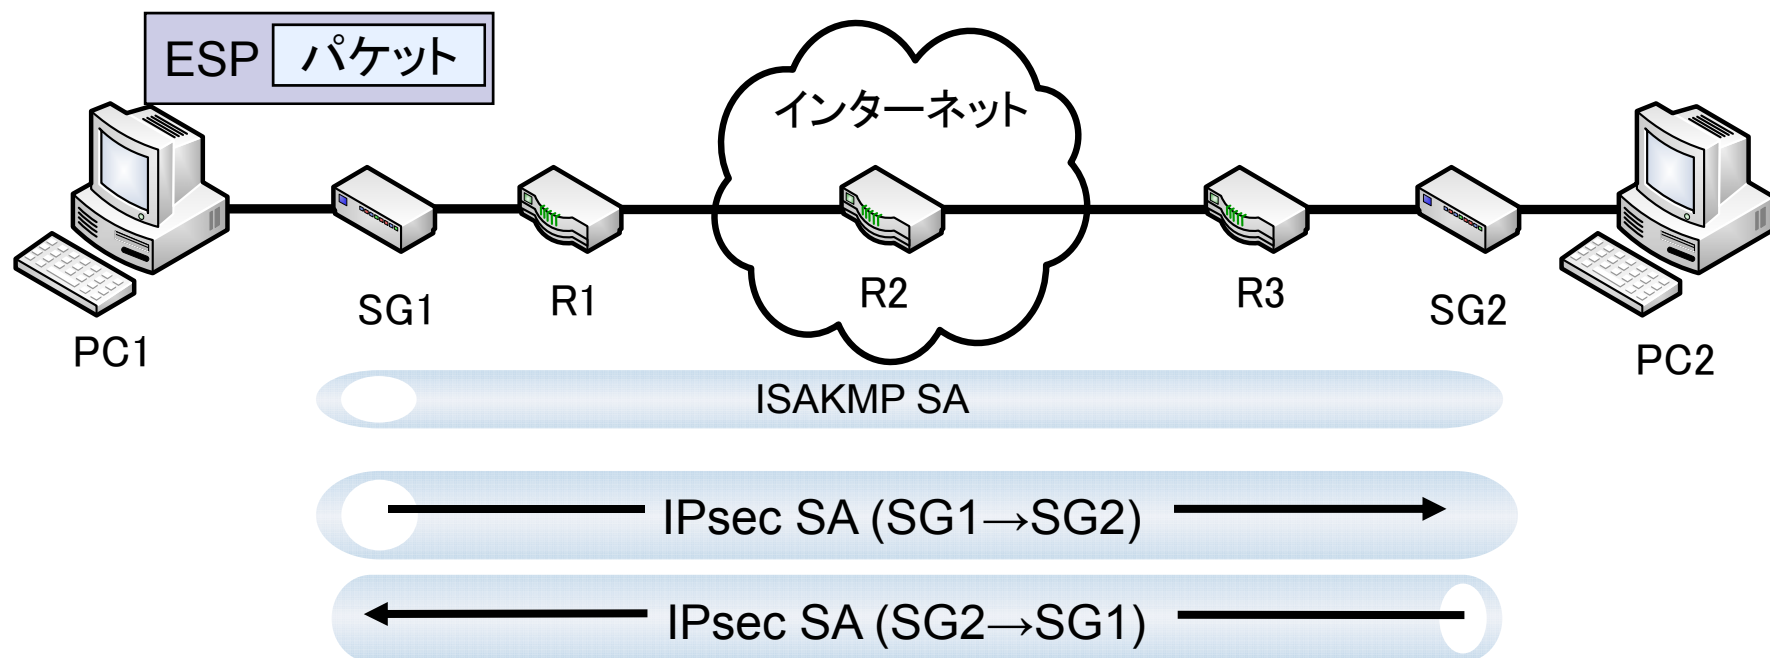 ESP パケット
インターネット
PC1
SG1
R1
R2
R3
SG2
PC2
ISAKMP SA
IPsec SA (SG1→SG2)
IPsec SA (SG2→SG1)